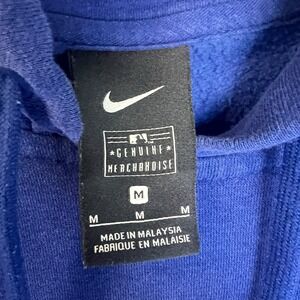 GENUINE
MERCHANDISE
M
M M M
MADE IN MALAYSIA
FABRIQUE EN MALAISIE